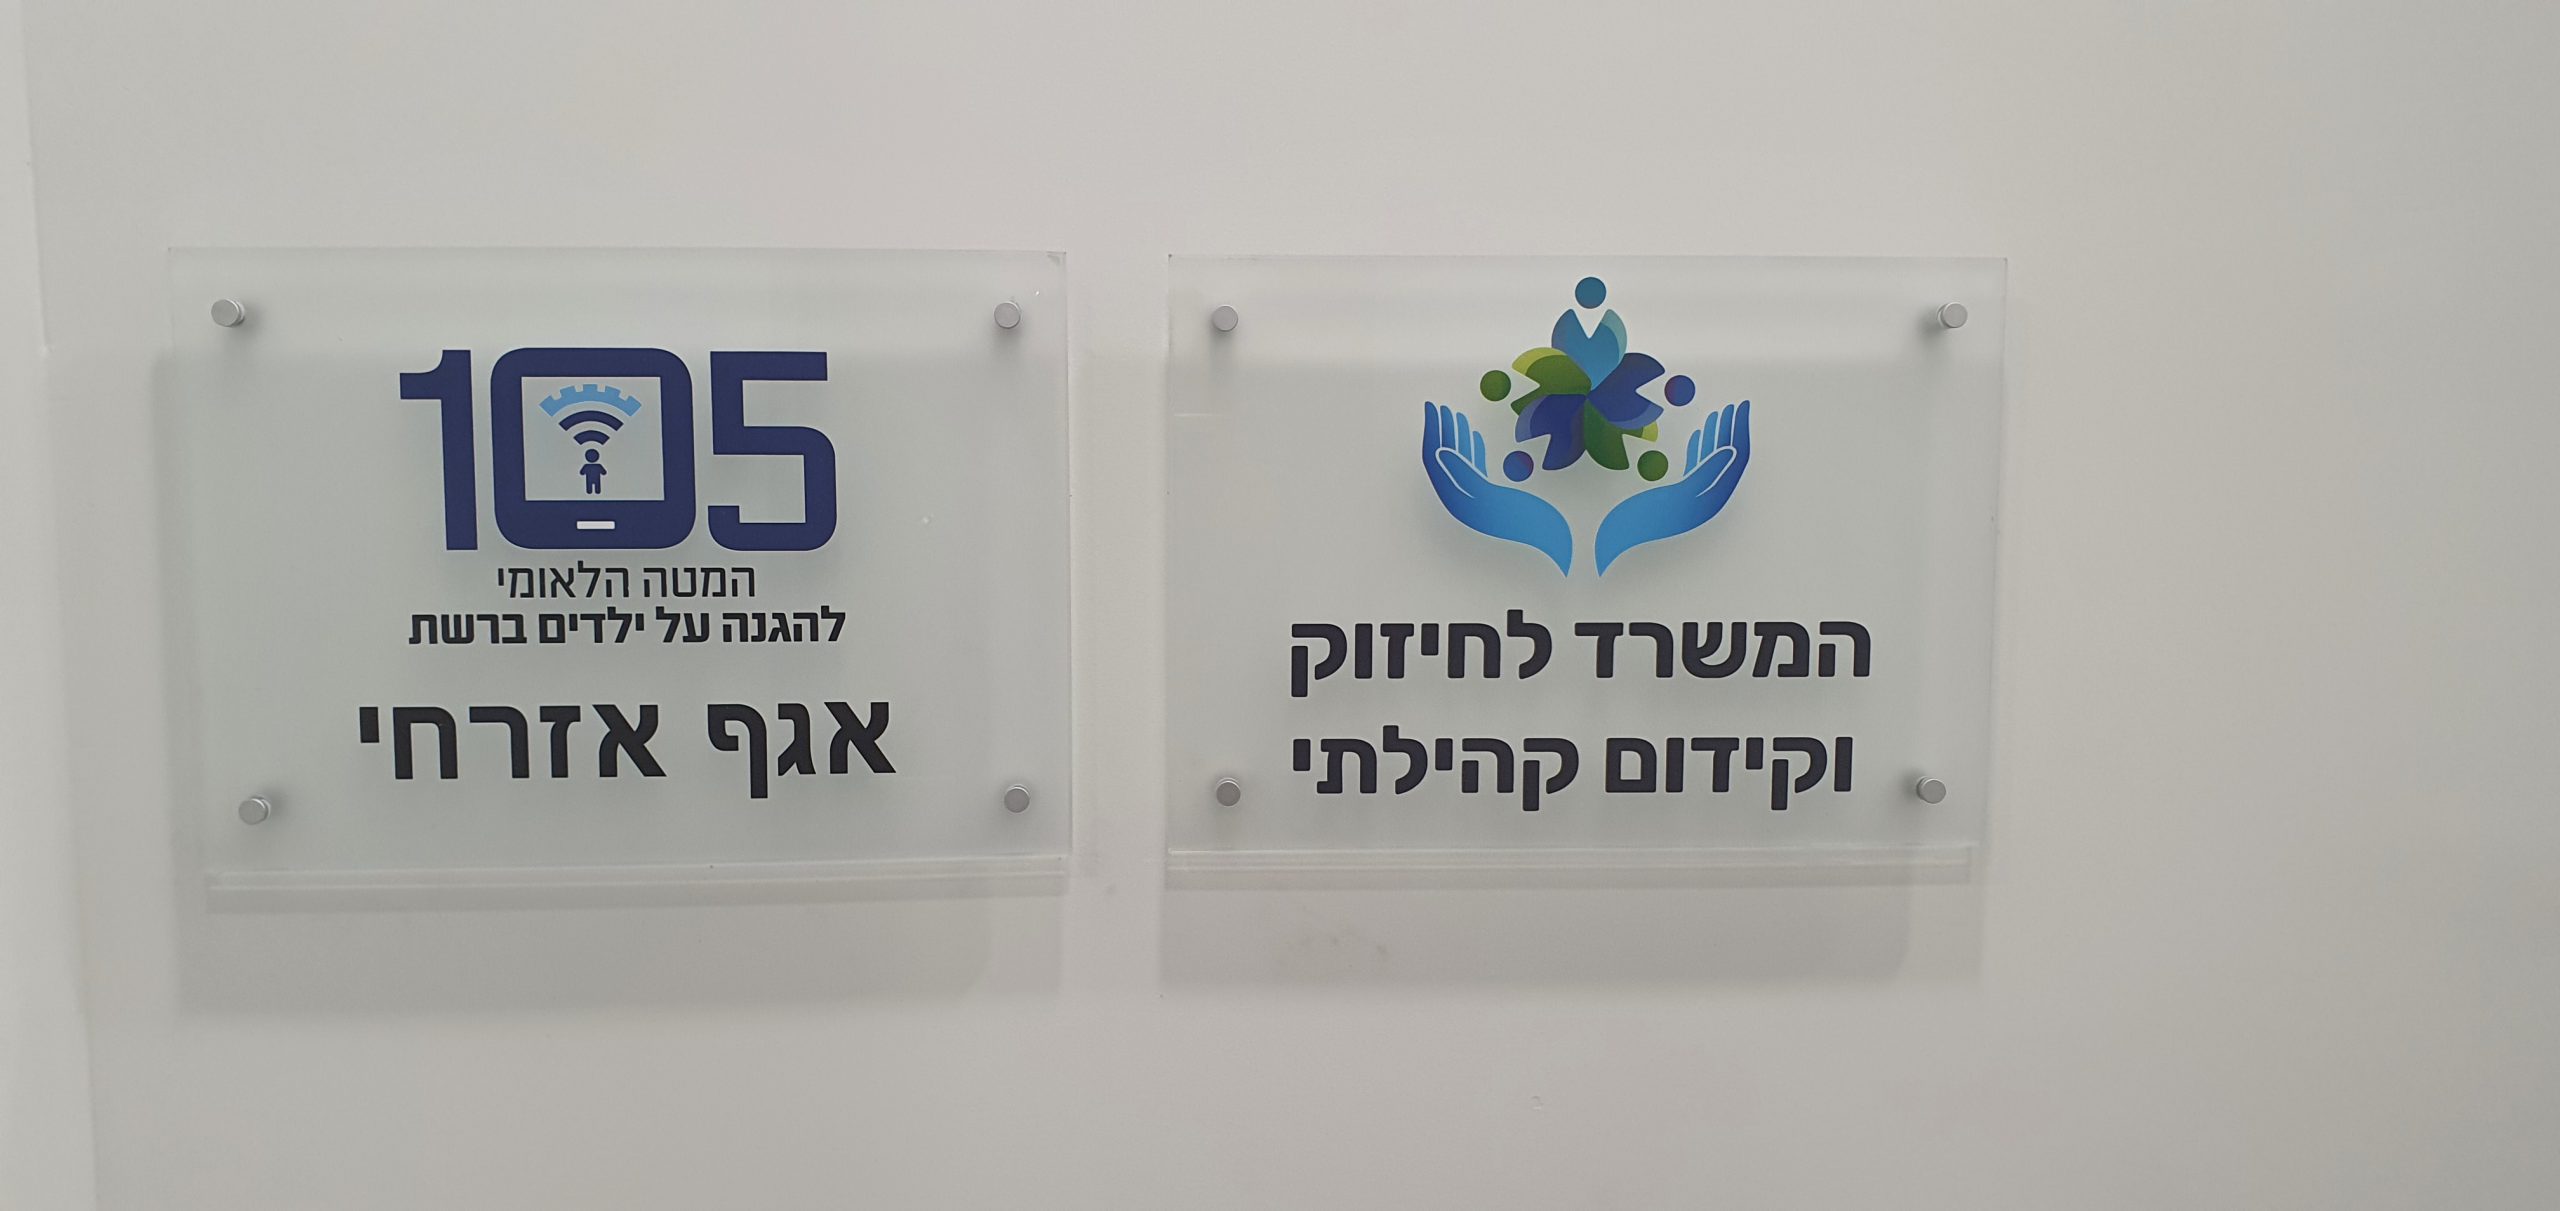 המשרד לחיזוק
וקידום קהילתי
105
המטה הלאומי
להגנה על ילדים ברשת
אגף אזרחי